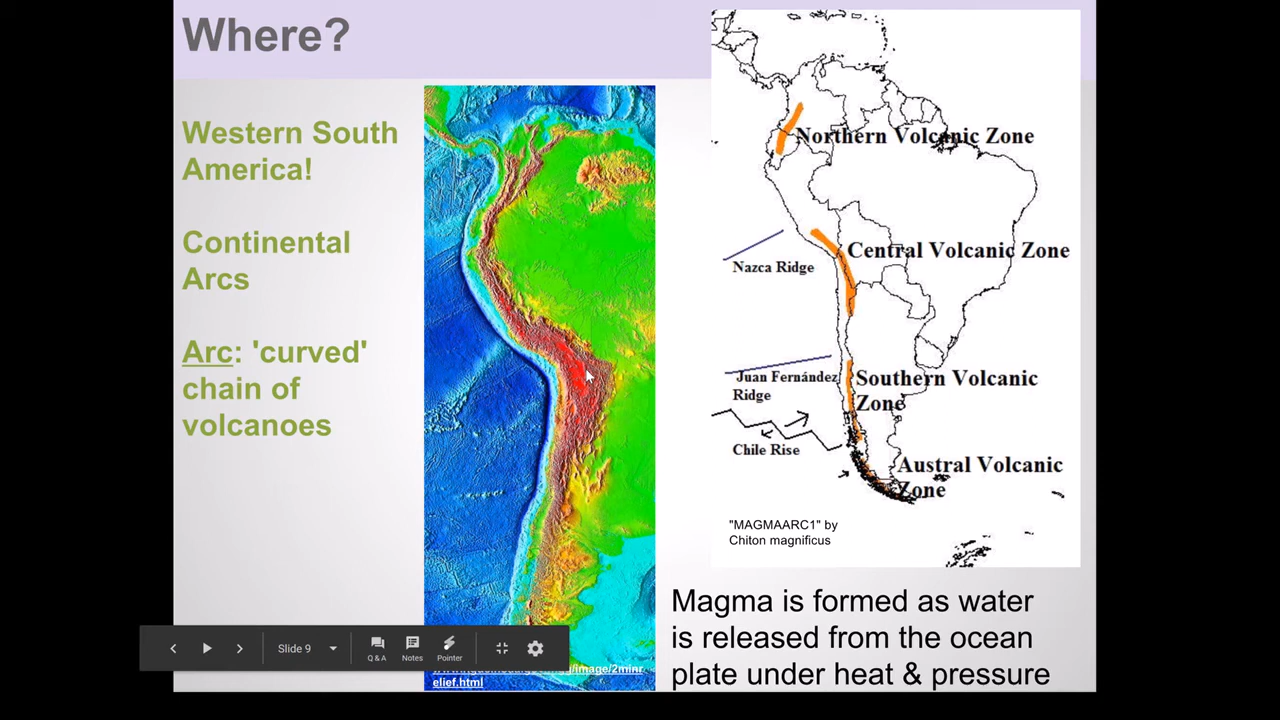 Where?
Western South
America!
Continental
Arcs
Arc: 'curved'
chain of
volcanoes
Northern Volcanic Zone
Central Volcanic Zone
Nazca Ridge
Juan Fernández
Ridge
Southern Volcanic
Zone
Chile Rise
Austral Volcanic
Zone
"MAGMAARC1" by
Chiton magnificus
Magma is formed as water
is released from the ocean
plate under heat & pressure
Slide 9
Q & A
Notes
Pointer
/image/2minr
elief.html